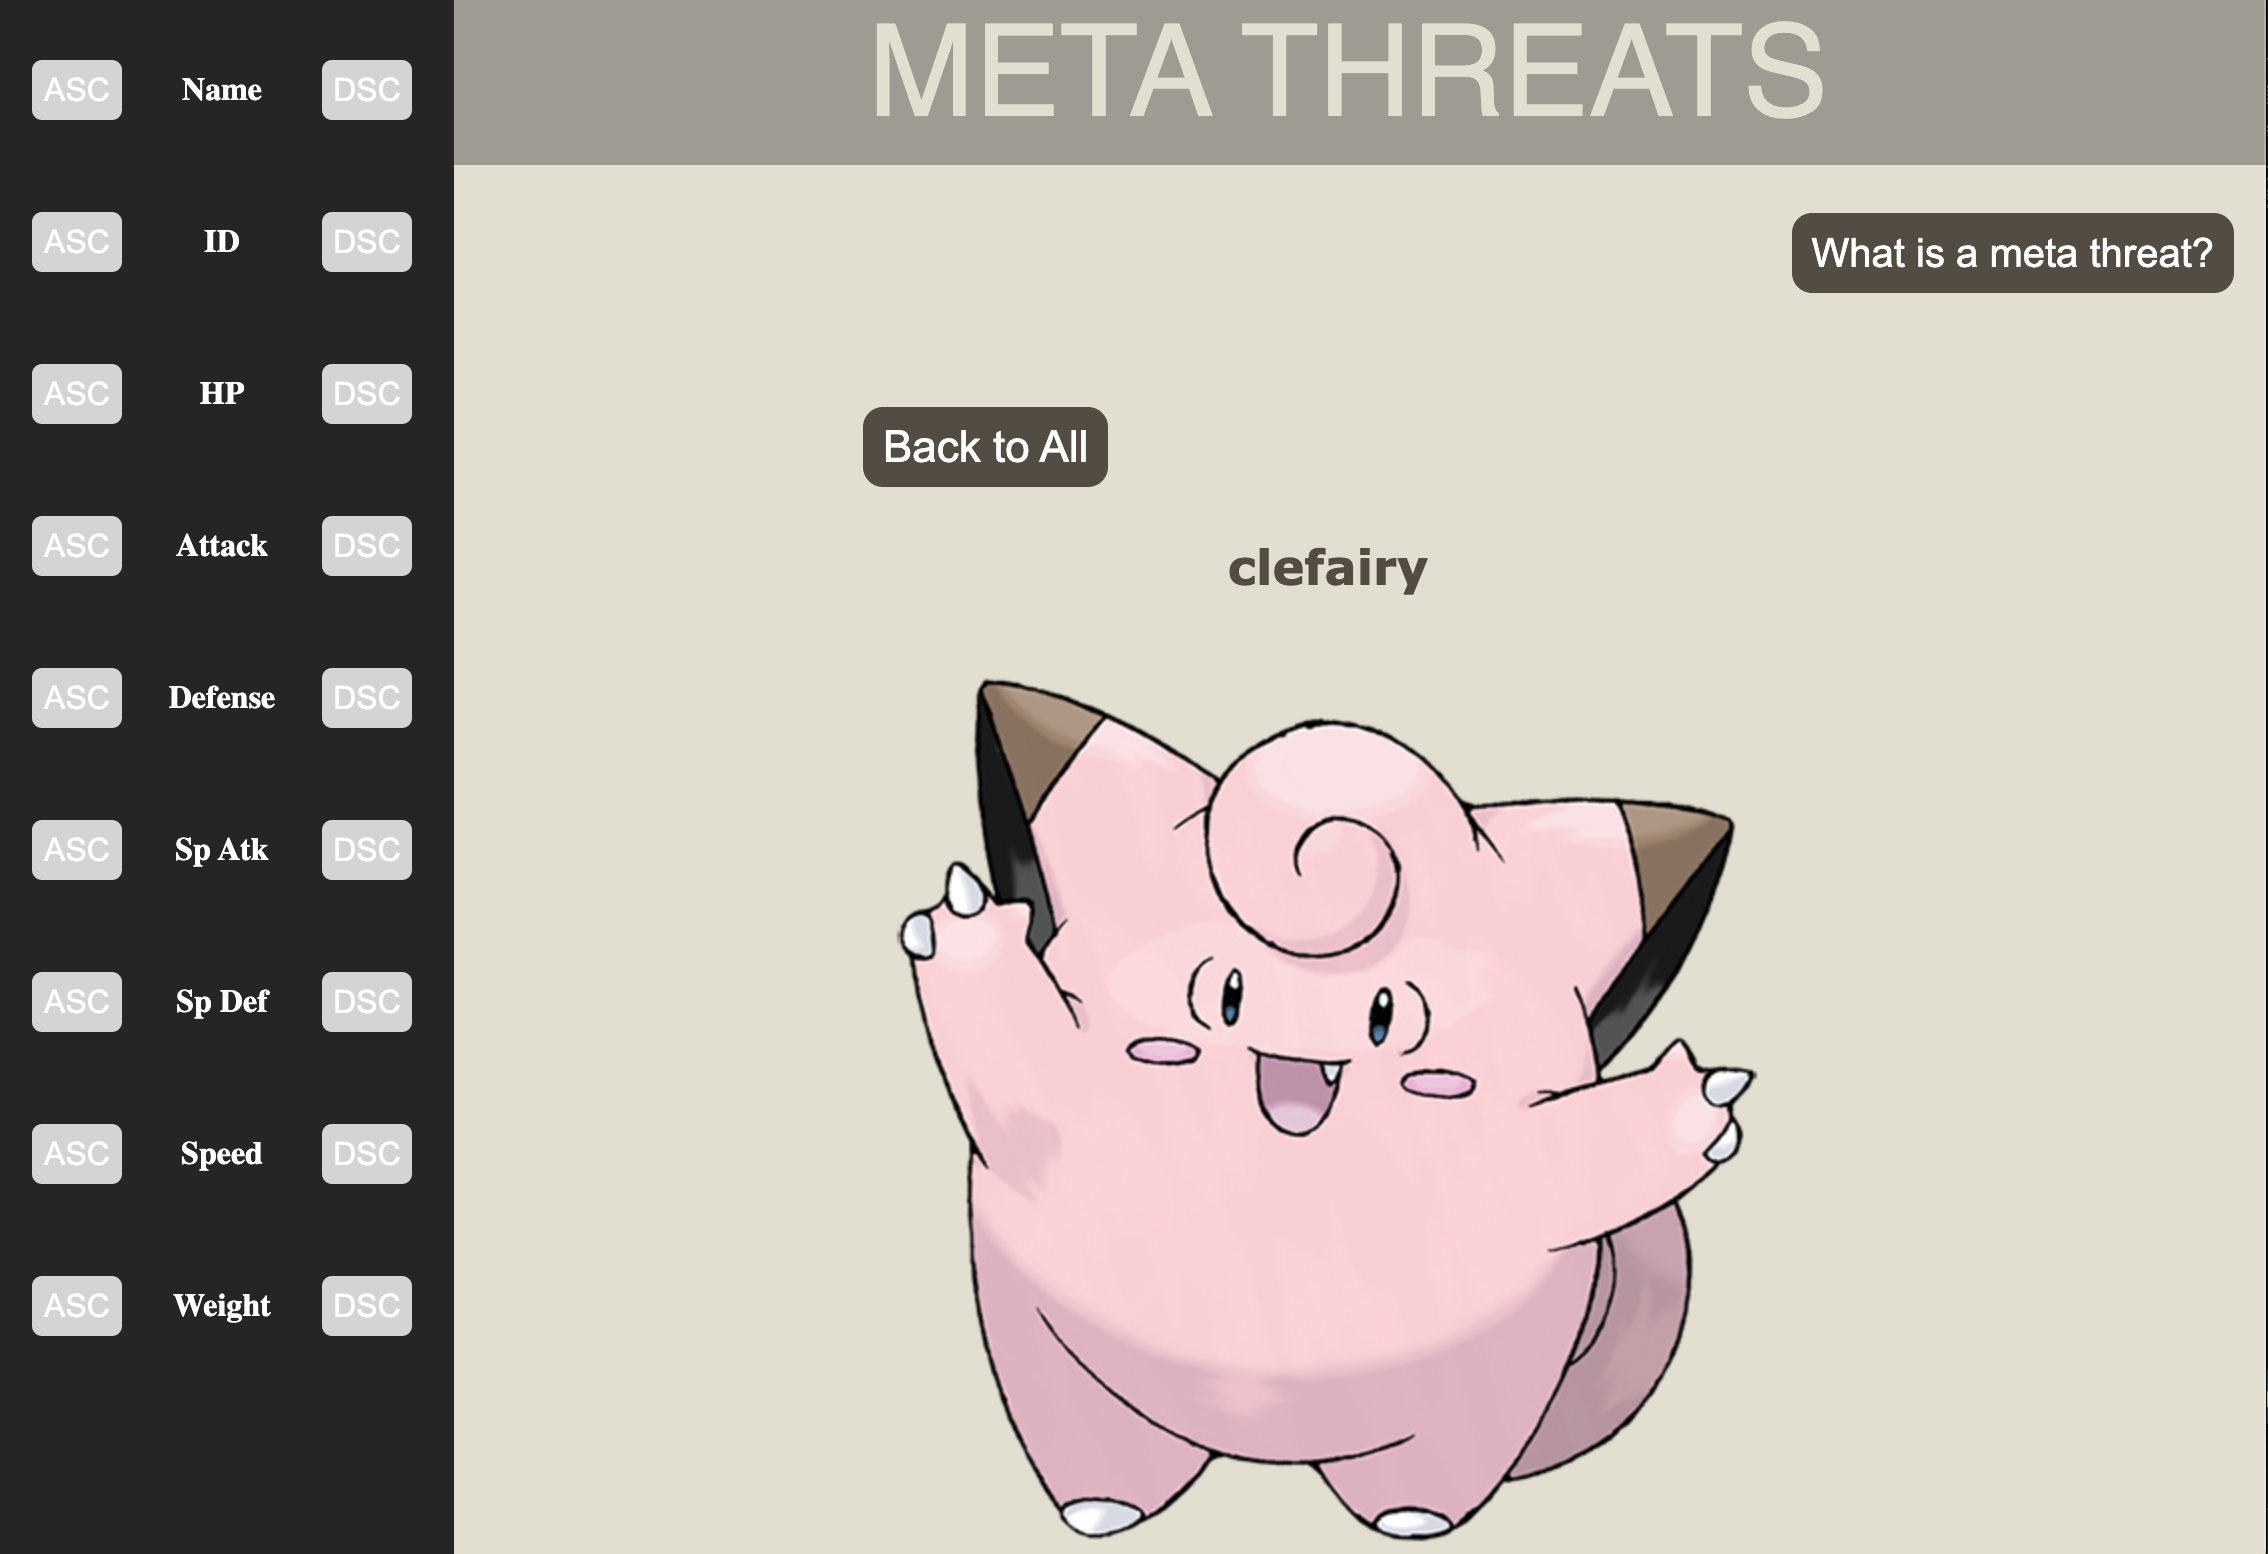 ASC Name DSC
ASC ID DSC
ASC HP DSC
ASC Attack DSC
ASC Defense DSC
ASC Sp Atk DSC
ASC Sp Def DSC
ASC Speed DSC
ASC Weight DSC
META THREATS
What is a meta threat?
Back to All
clefairy